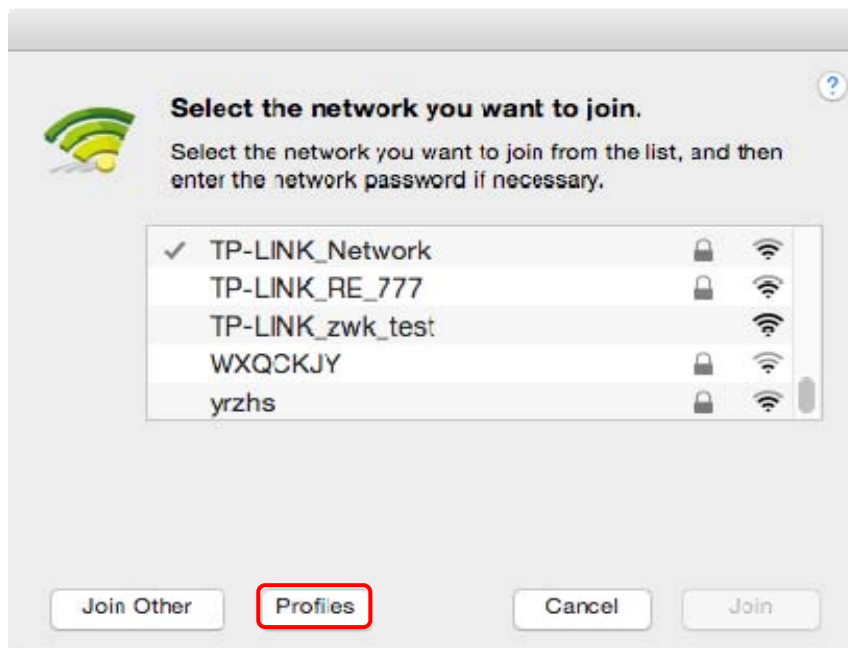 ?
Select the network you want to join.
Select the network you want to join from the list, and then
enter the network password if necessary.
TP-LINK_Network
TP-LINK_RE_777
TP-LINK_zwk_test
WXQCKJY
yrzhs
Join Other Profiles Cancel Join